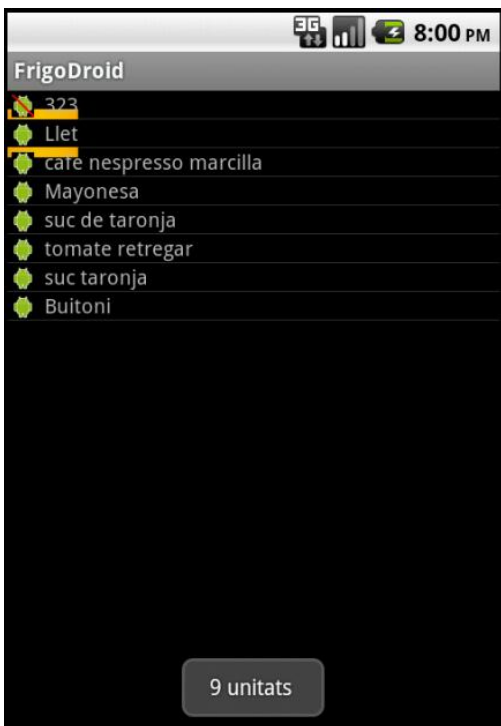 3G 8:00 PM
FrigoDroid
323
Llet
cafe nespresso marcilla
Mayonesa
suc de taronja
tomate retregar
suc taronja
Buitoni
9 unitats